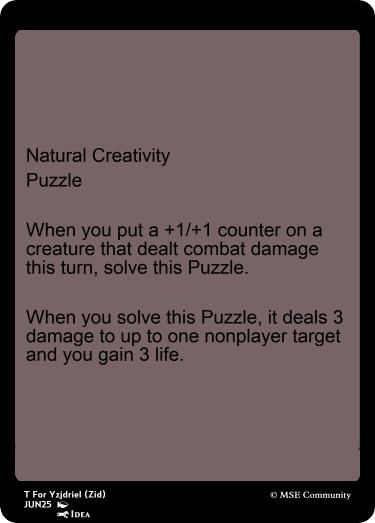 Natural Creativity
Puzzle
When you put a +1/+1 counter on a
creature that dealt combat damage
this turn, solve this Puzzle.
When you solve this Puzzle, it deals 3
damage to up to one nonplayer target
and you gain 3 life.
T For Yzjdriel (Zid)
JUN25
Idea
© MSE Community